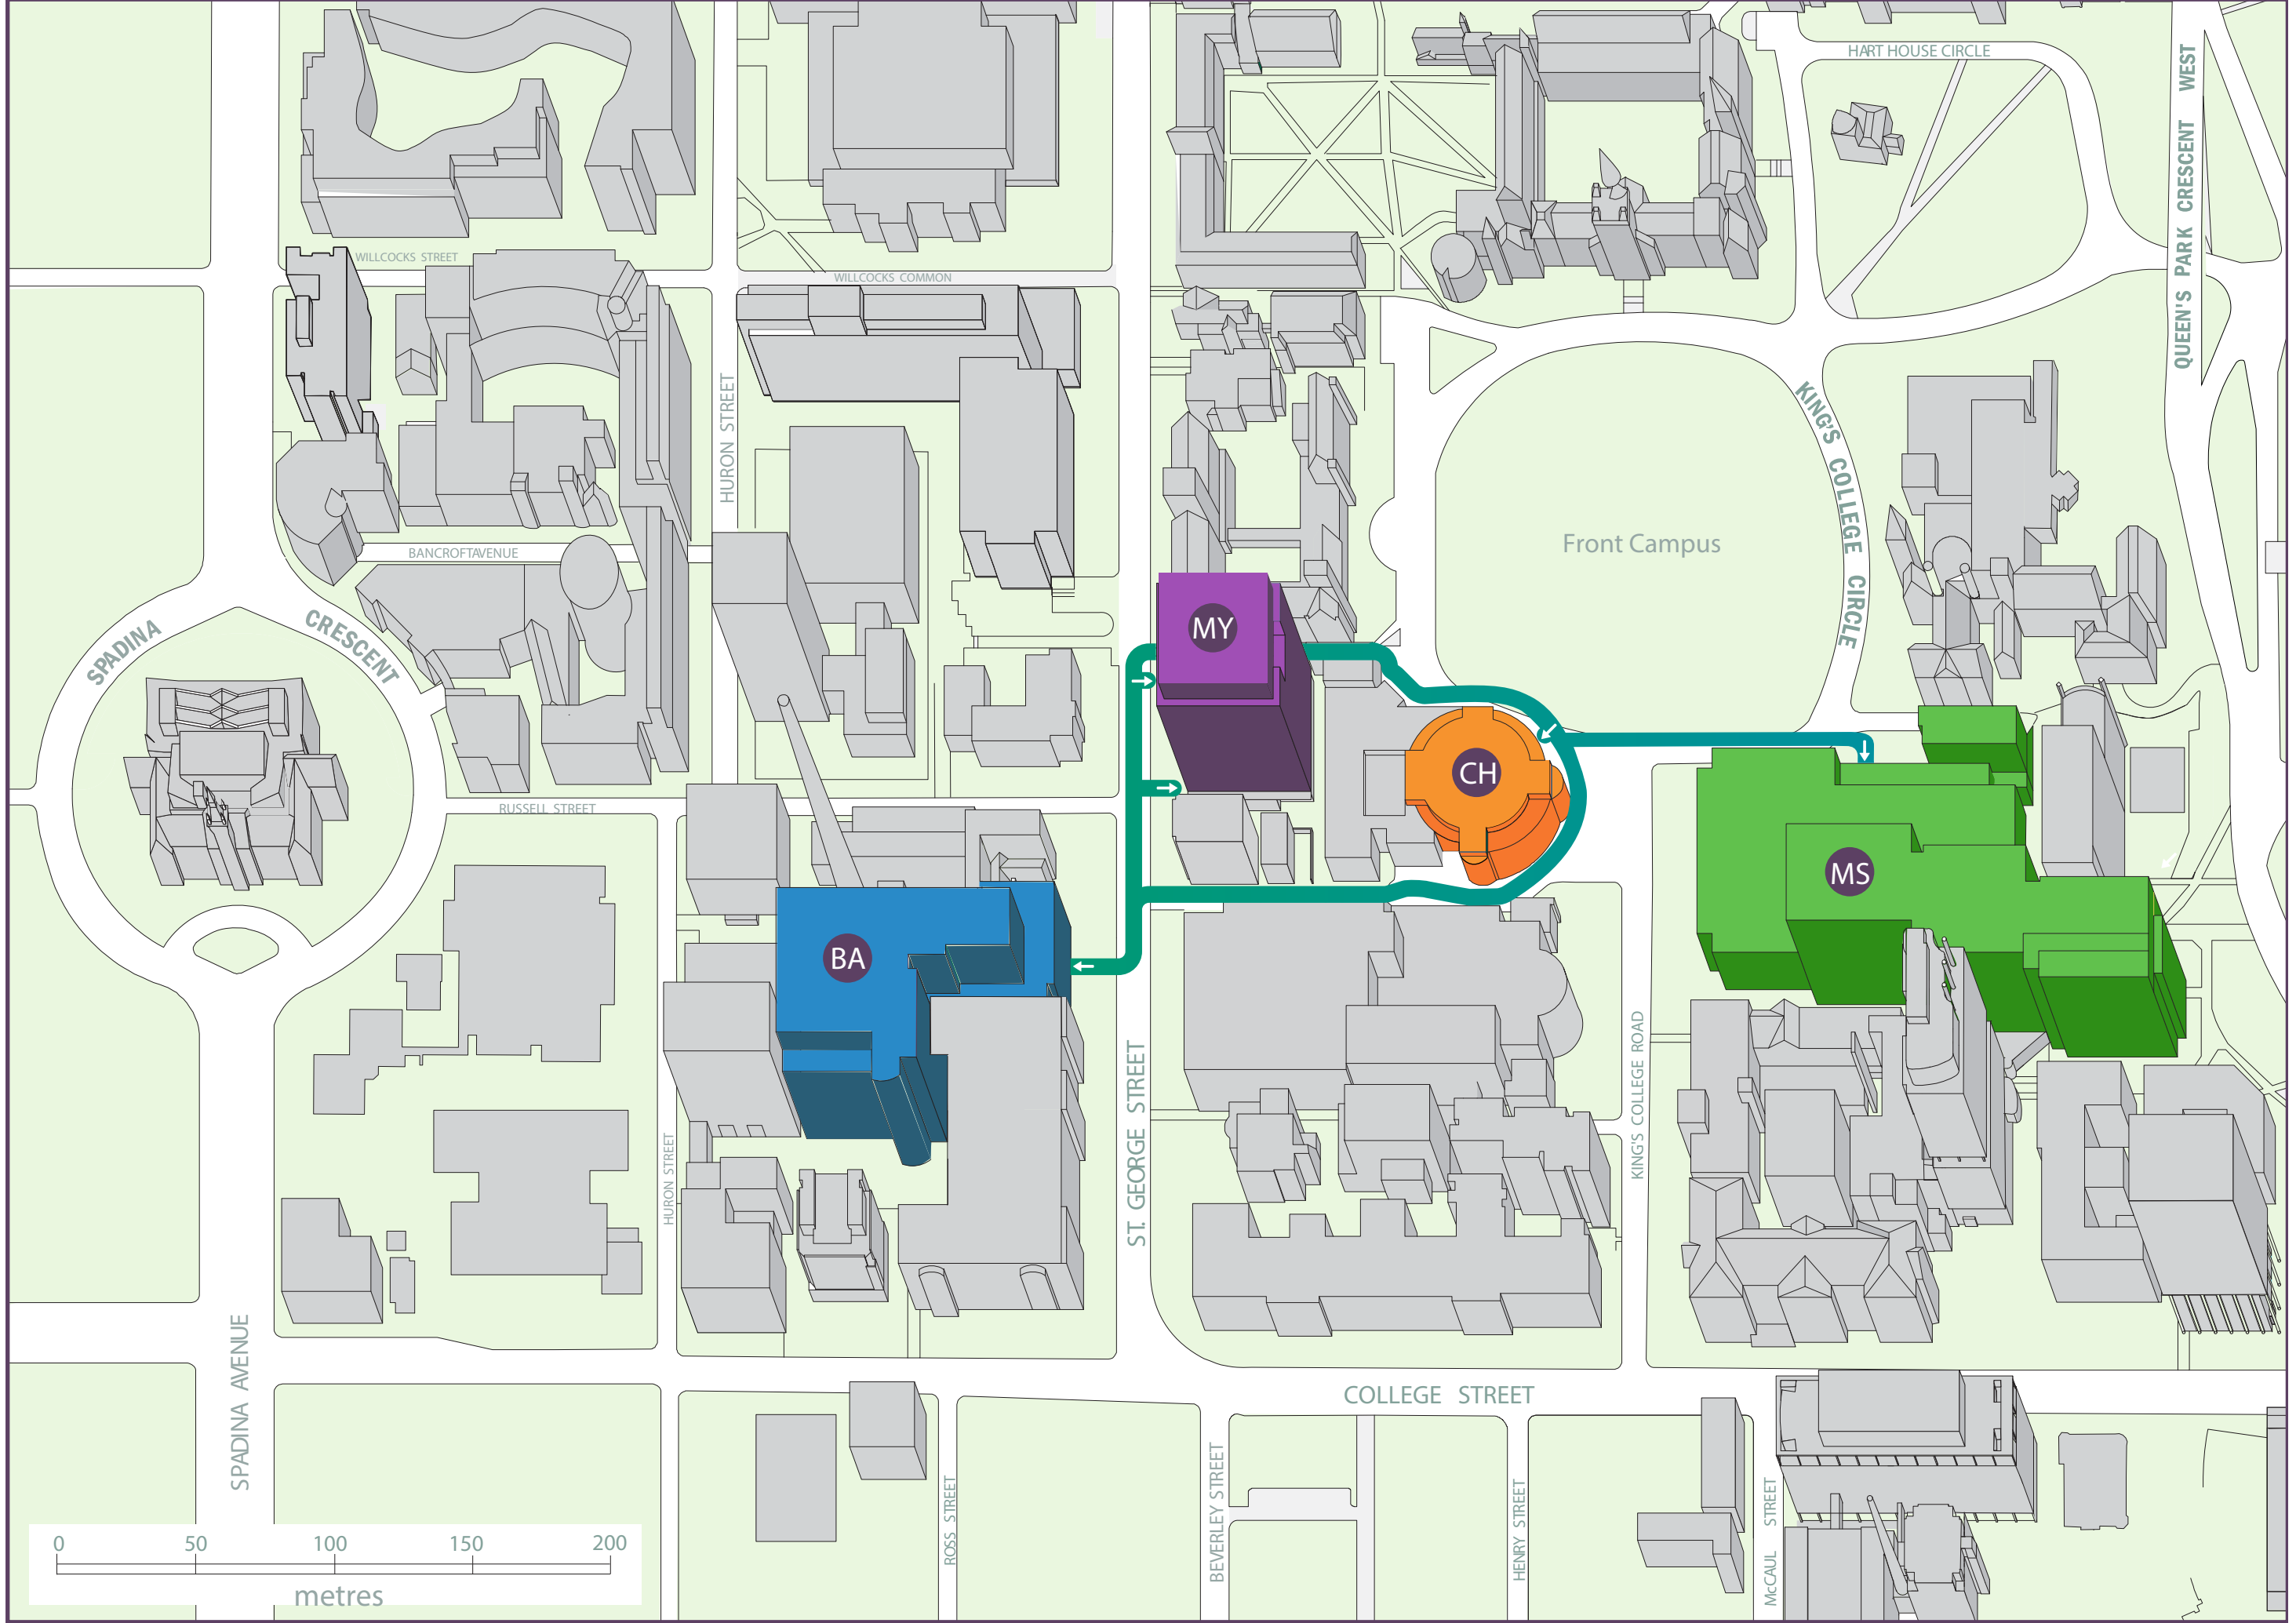 HART HOUSE CIRCLE
QUEEN'S PARK CRESCENT WEST
WILLCOCKS STREET
WILLCOCKS COMMON
HURON STREET
KING'S COLLEGE CIRCLE
Front Campus
BANCROFTAVENUE
SPADINA CRESCENT
MY
CH
RUSSELL STREET
MS
BA
ST. GEORGE STREET
KING'S COLLEGE ROAD
HURON STREET
SPADINA AVENUE
COLLEGE STREET
ROSS STREET
BEVERLEY STREET
HENRY STREET
McCAUL STREET
0 50 100 150 200
metres